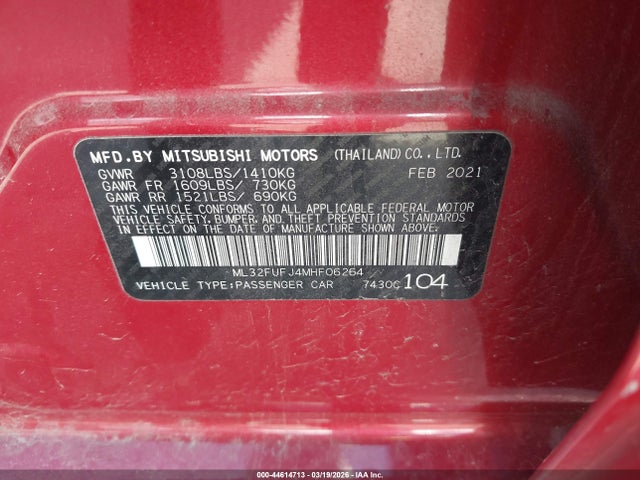 MFD.BY MITSUBISHI MOTORS (THAILAND) CO.,LTD.
GVWR 3108LBS/1410KG FEB 2021
GAWR FR 1609LBS/ 730KG
GAWR RR 1521LBS/ 690KG
THIS VEHICLE CONFORMS TO ALL APPLICABLE FEDERAL MOTOR
VEHICLE SAFETY, BUMPER, AND THEFT PREVENTION STANDARDS
IN EFFECT ON THE DATE OF MANUFACTURE SHOWN ABOVE.
ML32FUFJ4MHF06264
VEHICLE TYPE:PASSENGER CAR 7430C 104
000-44614713 | 03/19/2026 | IAA Inc.